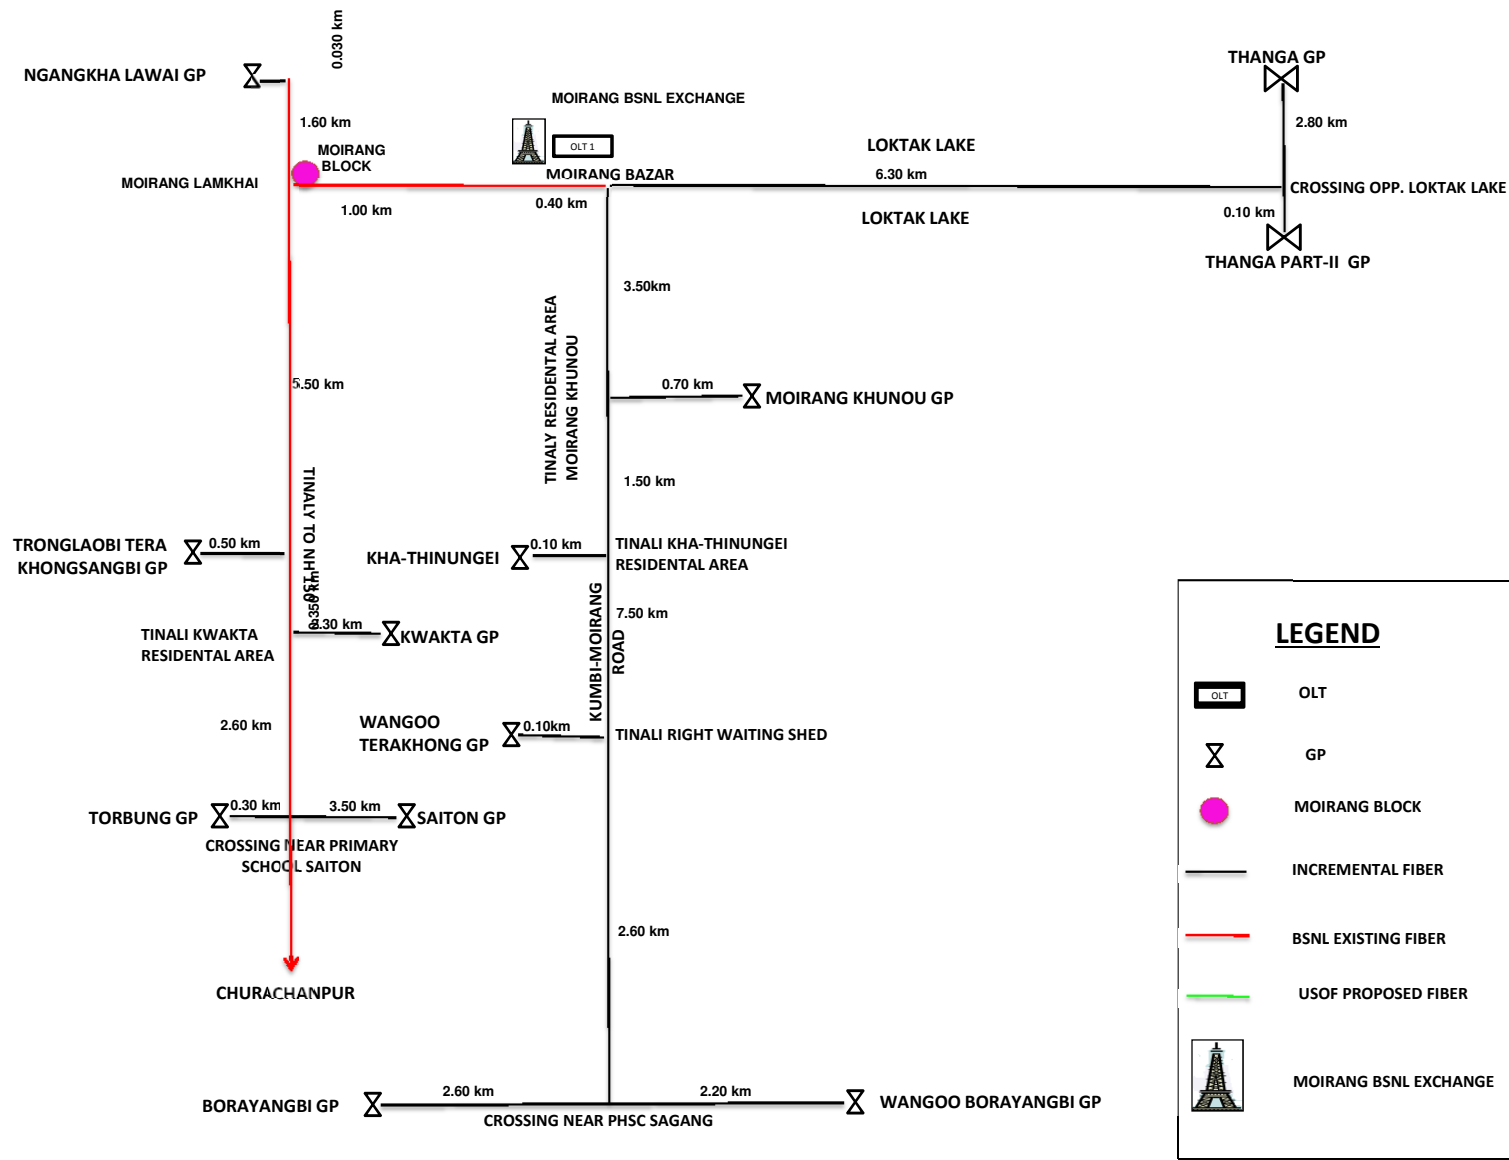 0.030 km
NGANGKHA LAWAI GP
THANGA GP
MOIRANG BSNL EXCHANGE
1.60 km
2.80 km
MOIRANG
BLOCK
OLT 1
LOKTAK LAKE
MOIRANG LAMKHAI
MOIRANG BAZAR
6.30 km
CROSSING OPP. LOKTAK LAKE
1.00 km
0.40 km
LOKTAK LAKE
0.10 km
THANGA PART-II GP
3.50km
TINALY RESIDENTAL AREA
MOIRANG KHUNOU
5.50 km
0.70 km
MOIRANG KHUNOU GP
TINALY TO NH 150
1.50 km
TRONGLAOBI TERA
KHONGSANGBI GP
0.50 km
KHA-THINUNGEI
0.10 km
TINALI KHA-THINUNGEI
RESIDENTAL AREA
0.350 km
0.30 km
KWAKTA GP
TINALI KWAKTA
RESIDENTAL AREA
KUMBI-MOIRANG
ROAD
7.50 km
2.60 km
WANGOO
TERAKHONG GP
0.10km
TINALI RIGHT WAITING SHED
TORBUNG GP
0.30 km
3.50 km
SAITON GP
CROSSING NEAR PRIMARY
SCHOOL SAITON
2.60 km
CHURACHANPUR
BORAYANGBI GP
2.60 km
2.20 km
WANGOO BORAYANGBI GP
CROSSING NEAR PHSC SAGANG
LEGEND
OLT
OLT
GP
MOIRANG BLOCK
INCREMENTAL FIBER
BSNL EXISTING FIBER
USOF PROPOSED FIBER
MOIRANG BSNL EXCHANGE